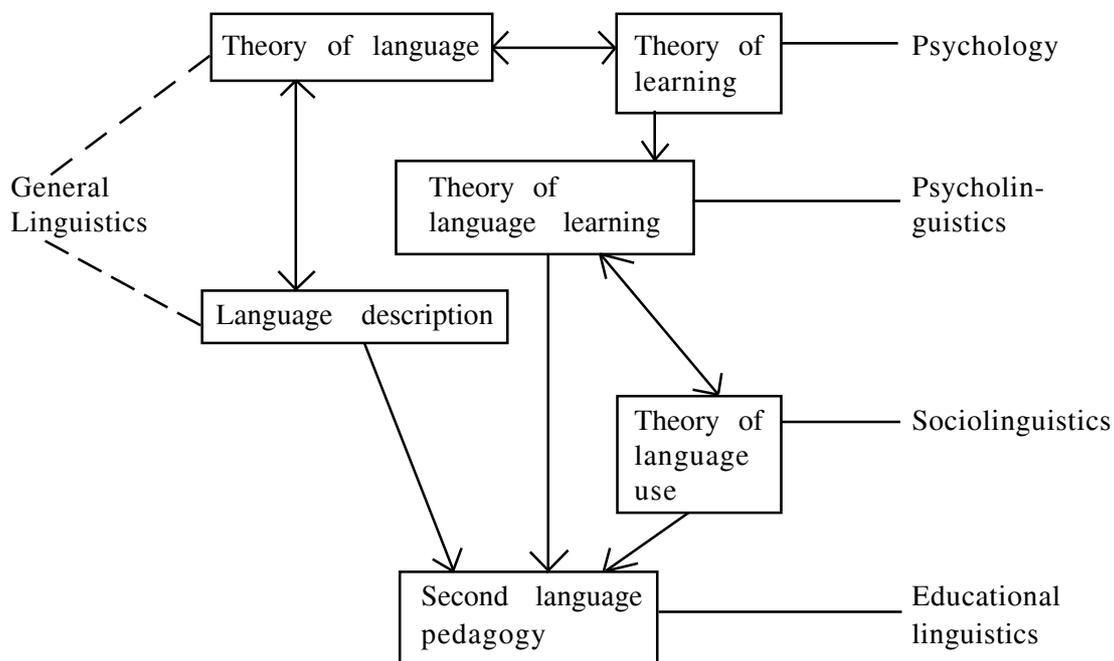 Theory of language
Theory of
learning
Psychology
General
Linguistics
Theory of
language learning
Psycholin-
guistics
Language description
Theory of
language
use
Sociolinguistics
Second language
pedagogy
Educational
linguistics